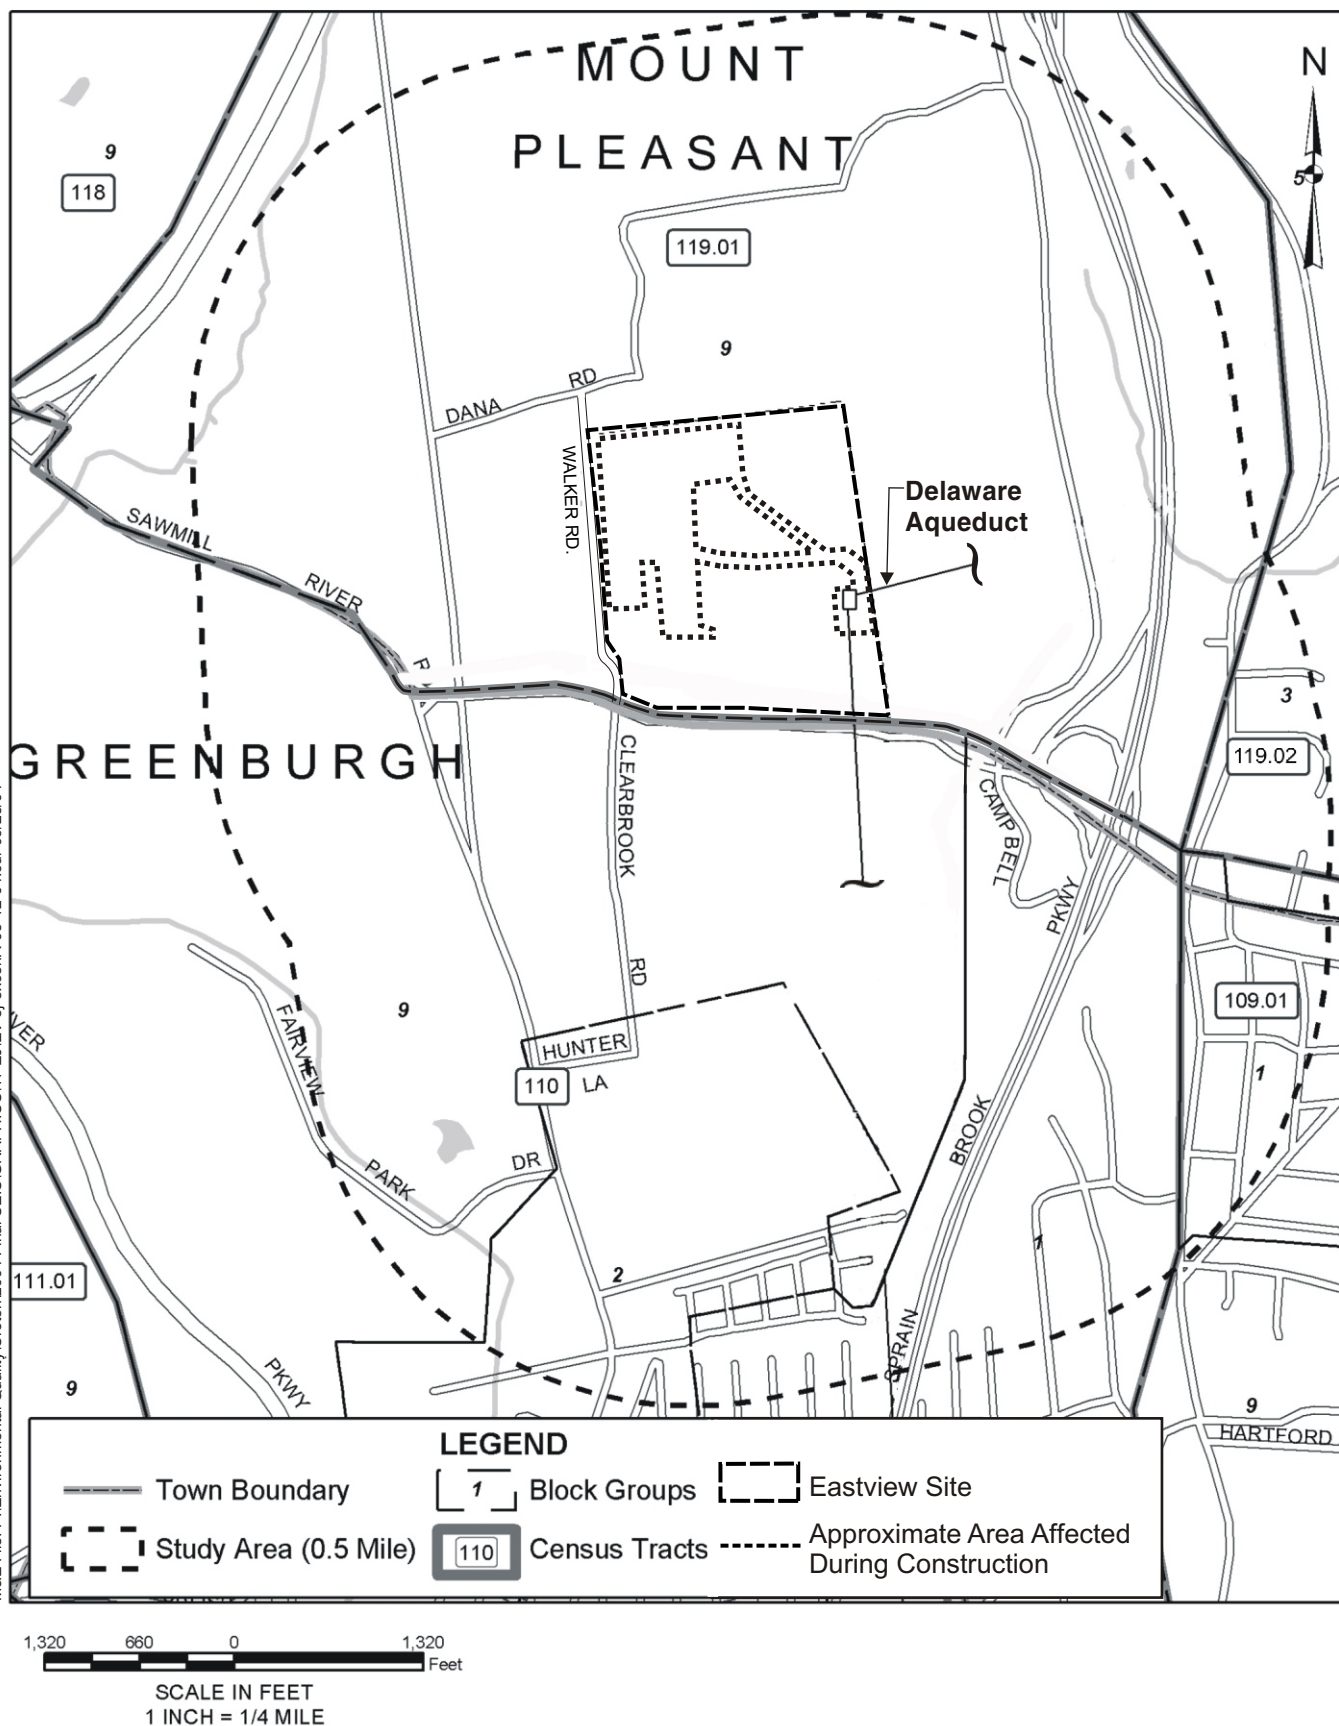 MOUNT
PLEASANT
N
9
118
5
119.01
9
DANA RD
WALKER RD.
Delaware
Aqueduct
SAWMILL
RIVER
3
119.02
GREENBURGH
CLEARBROOK
RD
CAMPBELL
PKWY
9
109.01
1
FAIRVIEW
HUNTER
LA
110
BROOK
DR
PARK
1
111.01
2
PKWY
SPRAIN
9
9
HARTFORD
LEGEND
Town Boundary
1 Block Groups
Eastview Site
Study Area (0.5 Mile)
110 Census Tracts
Approximate Area Affected
During Construction
1,320 660 0 1,320
Feet
SCALE IN FEET
1 INCH = 1/4 MILE